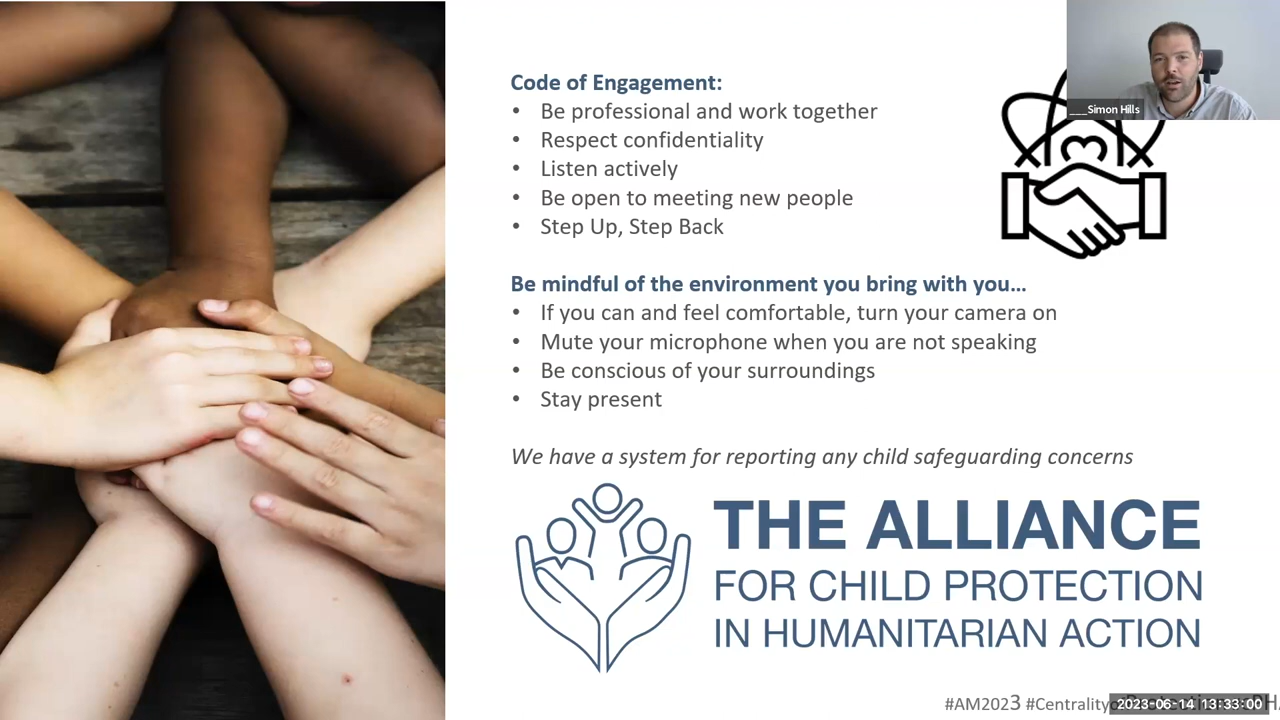 Code of Engagement:
• Be professional and work together
• Respect confidentiality
• Listen actively
• Be open to meeting new people
• Step Up, Step Back
Be mindful of the environment you bring with you…
• If you can and feel comfortable, turn your camera on
• Mute your microphone when you are not speaking
• Be conscious of your surroundings
• Stay present
We have a system for reporting any child safeguarding concerns
THE ALLIANCE
FOR CHILD PROTECTION
IN HUMANITARIAN ACTION
___Simon Hills
#AM2023 #Centrality
2023-06-14 13:33:00